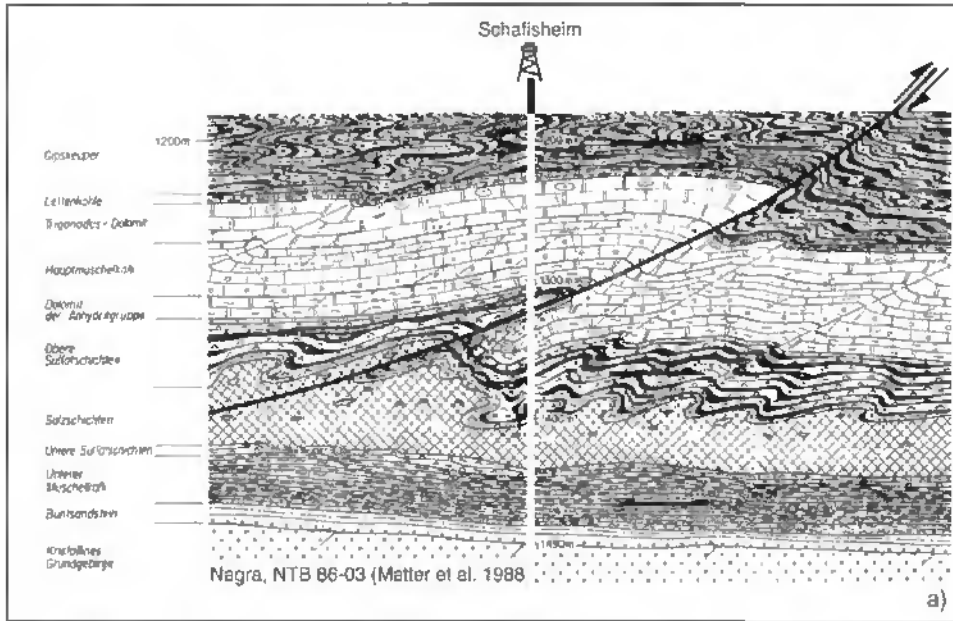 Schafisheim
1200m
1200 m
Gipskeuper
Lettenkohle
Trigonodus - Dolomit
Hauptmuschelkalk
1300m
Dolomit
der Anhydritgruppe
Obere
Sulfatschichten
Salzschichten
Untere Sulfatschichten
Unterer
Muschelkalk
Buntsandstein
Kristallines
Grundgebirge
Nagra, NTB 86-03 (Matter et al. 1988
a)